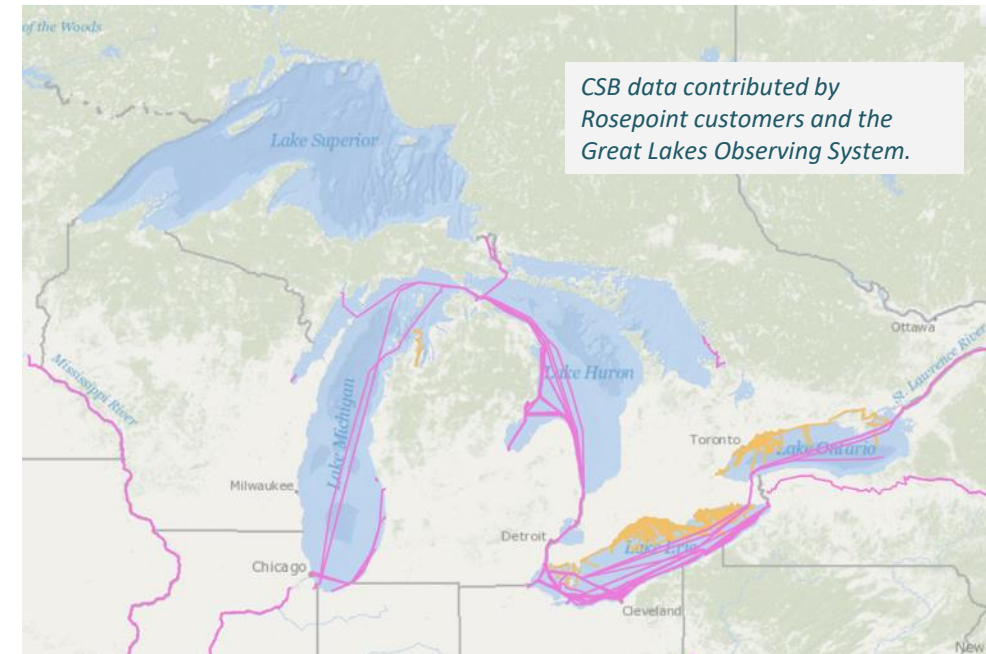 of the Woods
CSB data contributed by
Rosepoint customers and the
Great Lakes Observing System.
Lake Superior
Ottawa
St. Lawrence River
Mississippi River
Lake Huron
Lake Michigan
Toronto
Lake Ontario
Milwaukee
Detroit
Lake Erie
Chicago
Cleveland
New